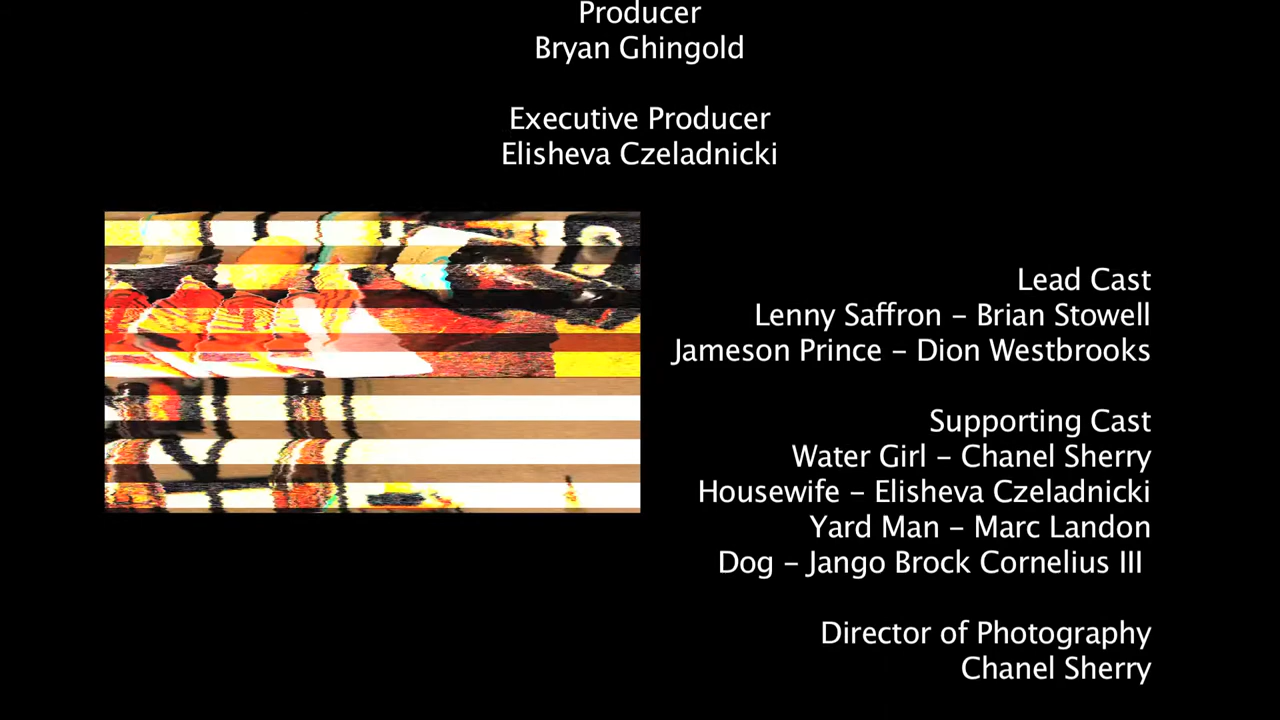 Producer
Bryan Ghingold
Executive Producer
Elisheva Czeladnicki
Lead Cast
Lenny Saffron – Brian Stowell
Jameson Prince – Dion Westbrooks
Supporting Cast
Water Girl – Chanel Sherry
Housewife – Elisheva Czeladnicki
Yard Man – Marc Landon
Dog – Jango Brock Cornelius III
Director of Photography
Chanel Sherry